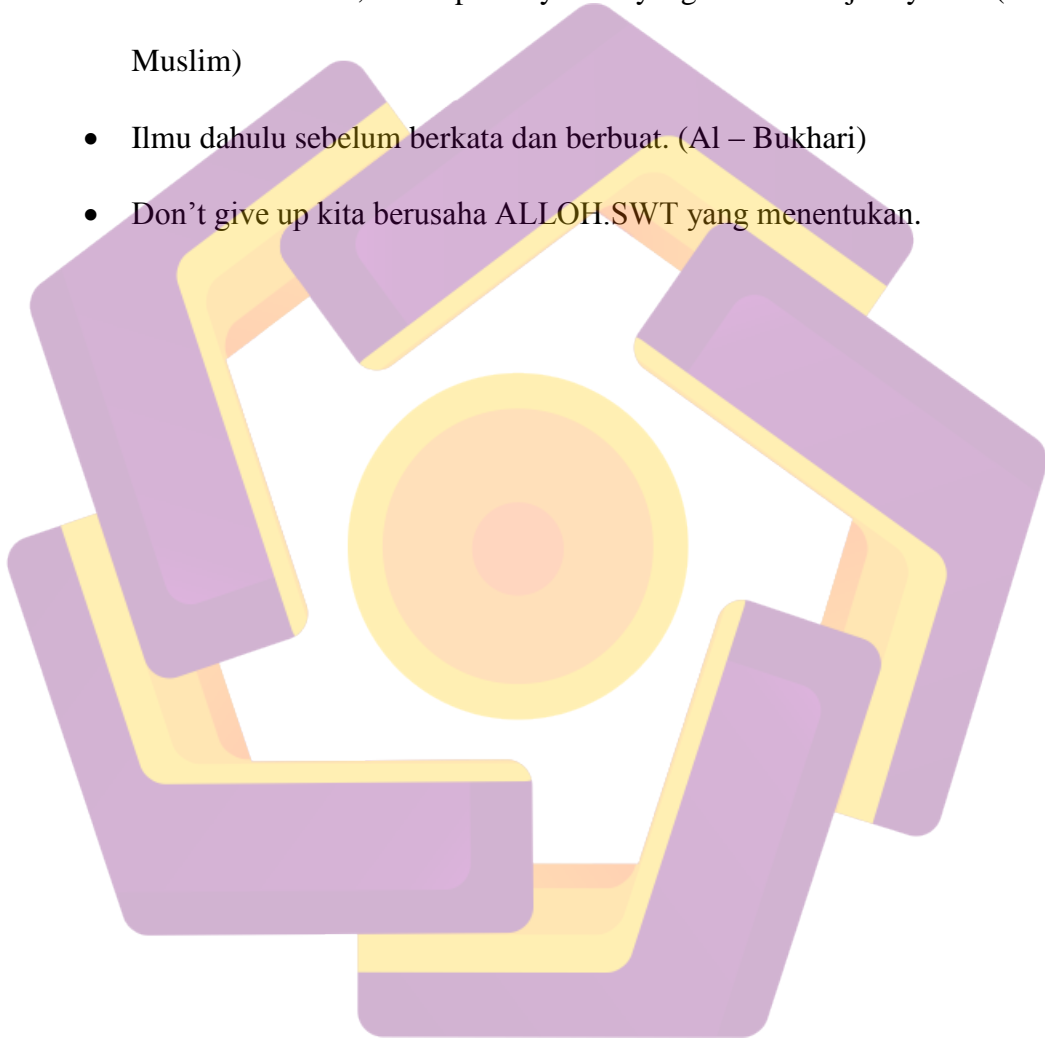 Muslim)
• Ilmu dahulu sebelum berkata dan berbuat. (Al – Bukhari)
• Don’t give up kita berusaha ALLOH.SWT yang menentukan.